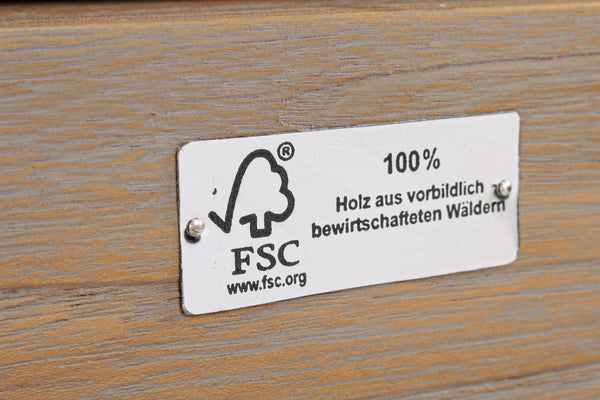 ®
FSC
www.fsc.org
100%
Holz aus vorbildlich
bewirtschafteten Wäldern